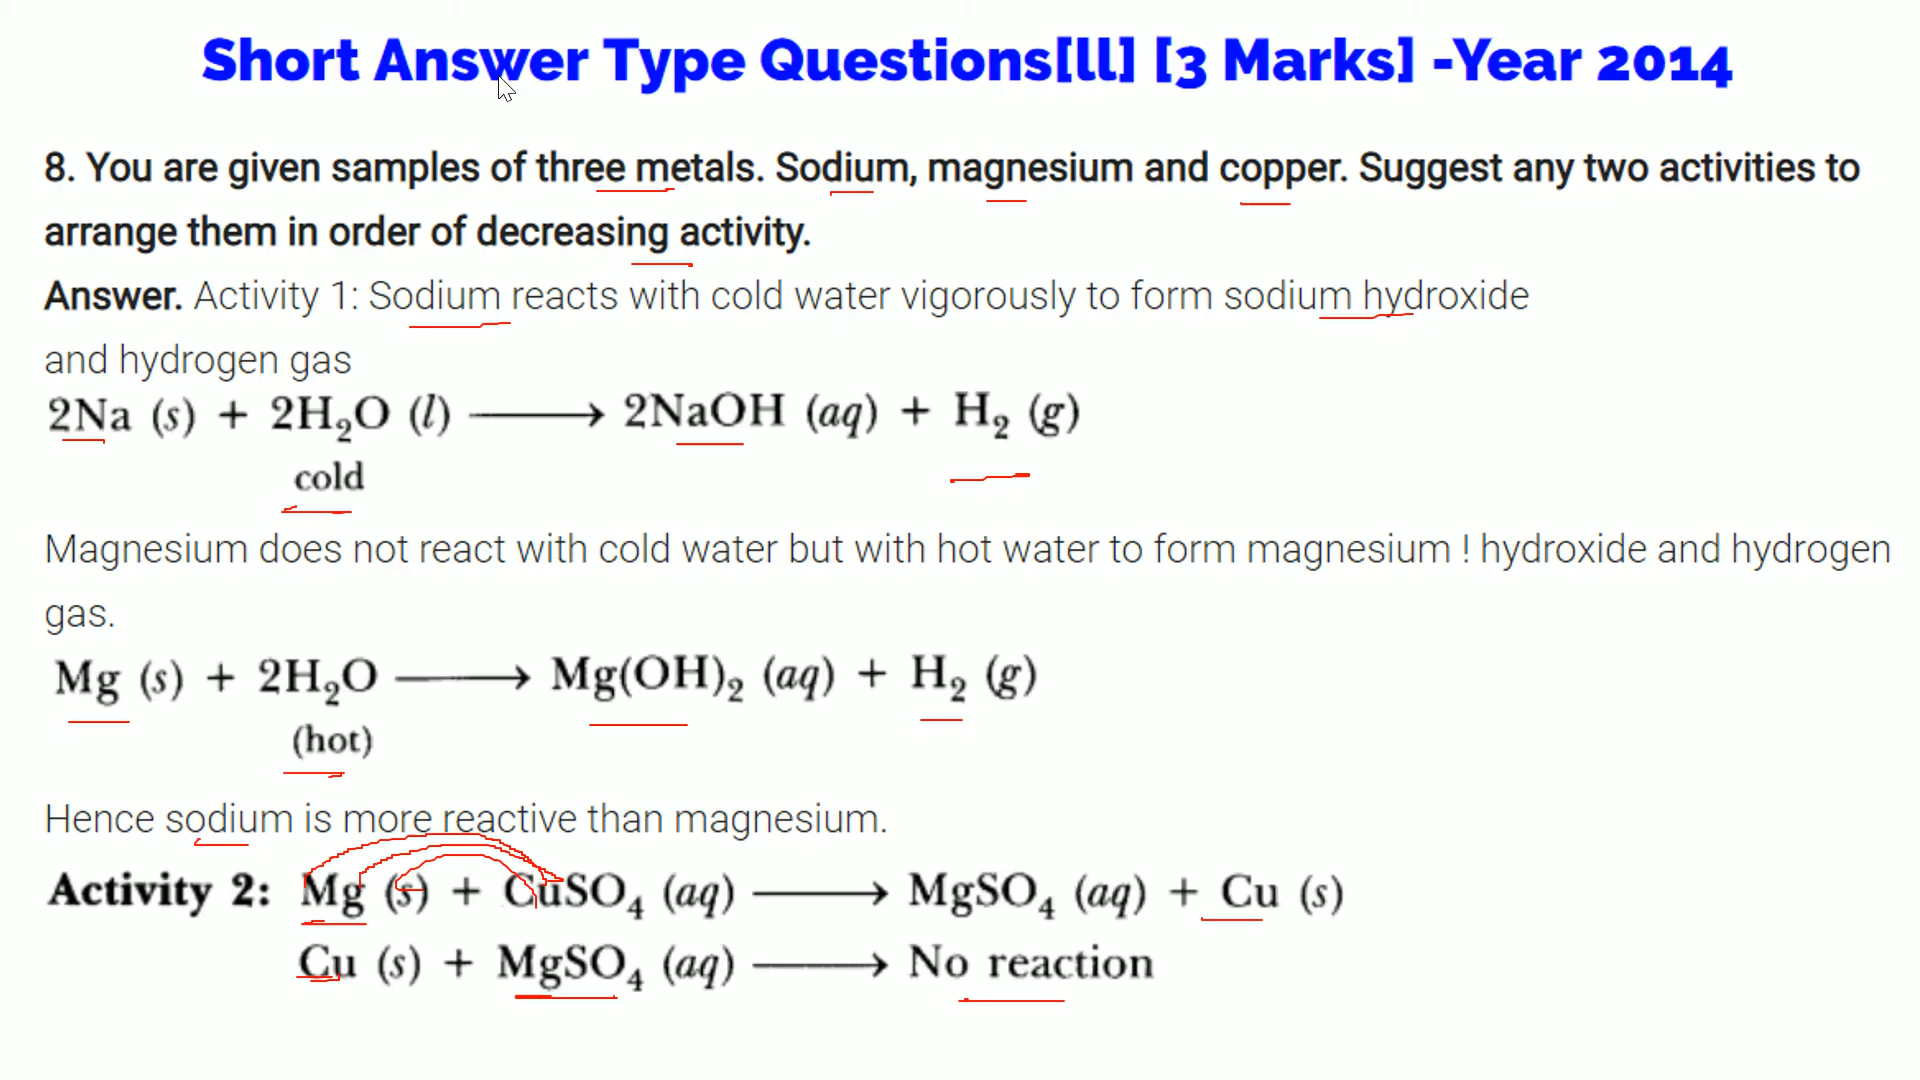 Short Answer Type Questions[ll] [3 Marks] -Year 2014
8. You are given samples of three metals. Sodium, magnesium and copper. Suggest any two activities to
arrange them in order of decreasing activity.
Answer. Activity 1: Sodium reacts with cold water vigorously to form sodium hydroxide
and hydrogen gas
2Na (s) + 2H₂O (l) ⟶ 2NaOH (aq) + H₂ (g)
cold
Magnesium does not react with cold water but with hot water to form magnesium ! hydroxide and hydrogen
gas.
Mg (s) + 2H₂O ⟶ Mg(OH)₂ (aq) + H₂ (g)
(hot)
Hence sodium is more reactive than magnesium.
Activity 2: Mg (s) + CuSO₄ (aq) ⟶ MgSO₄ (aq) + Cu (s)
Cu (s) + MgSO₄ (aq) ⟶ No reaction